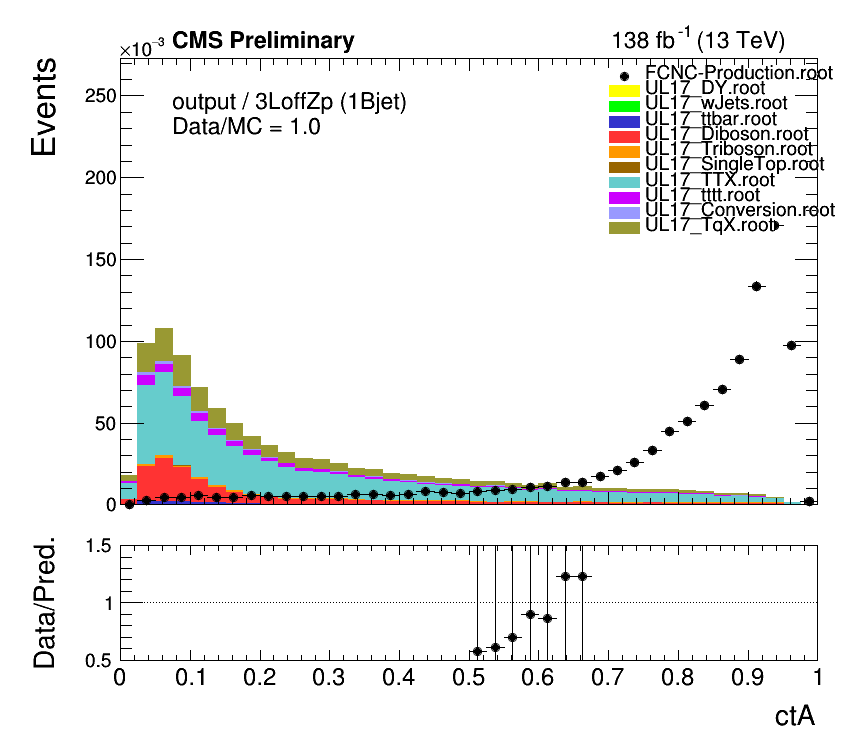 ×10⁻³ CMS Preliminary 138 fb⁻¹ (13 TeV)
Events
output / 3LoffZp (1Bjet)
Data/MC = 1.0
FCNC-Production.root
UL17_DY.root
UL17_wJets.root
UL17_ttbar.root
UL17_Diboson.root
UL17_Triboson.root
UL17_SingleTop.root
UL17_TTX.root
UL17_tttt.root
UL17_Conversion.root
UL17_TqX.root
250
200
150
100
50
0
Data/Pred.
1.5
1
0.5
0 0.1 0.2 0.3 0.4 0.5 0.6 0.7 0.8 0.9 1
ctA